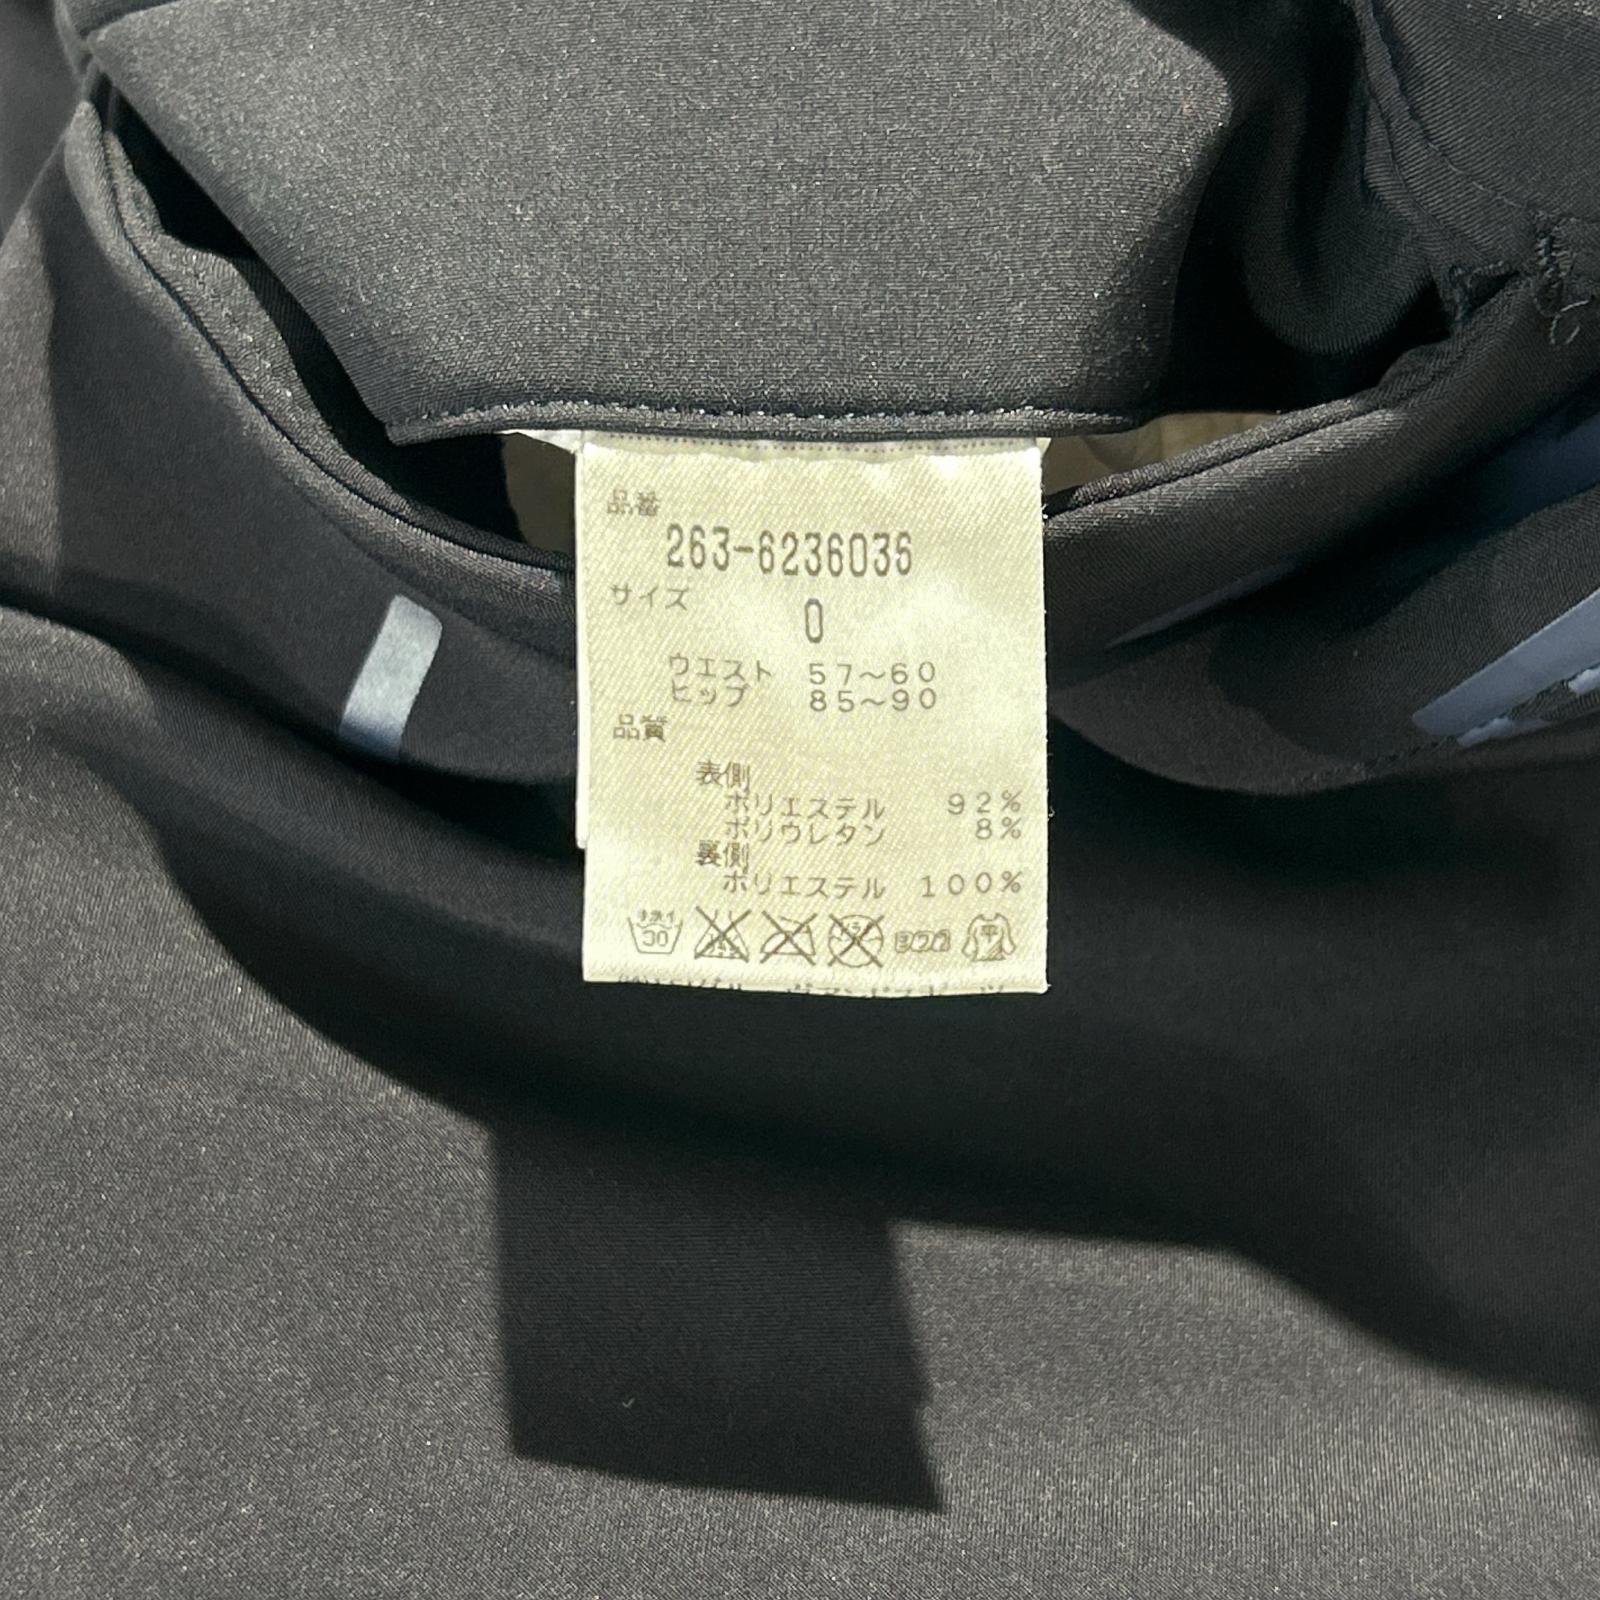 品番
263-6236036
サイズ
0
ウエスト 57～60
ヒップ 85～90
品質
表側
ポリエステル 92%
ポリウレタン 8%
裏側
ポリエステル 100%
平